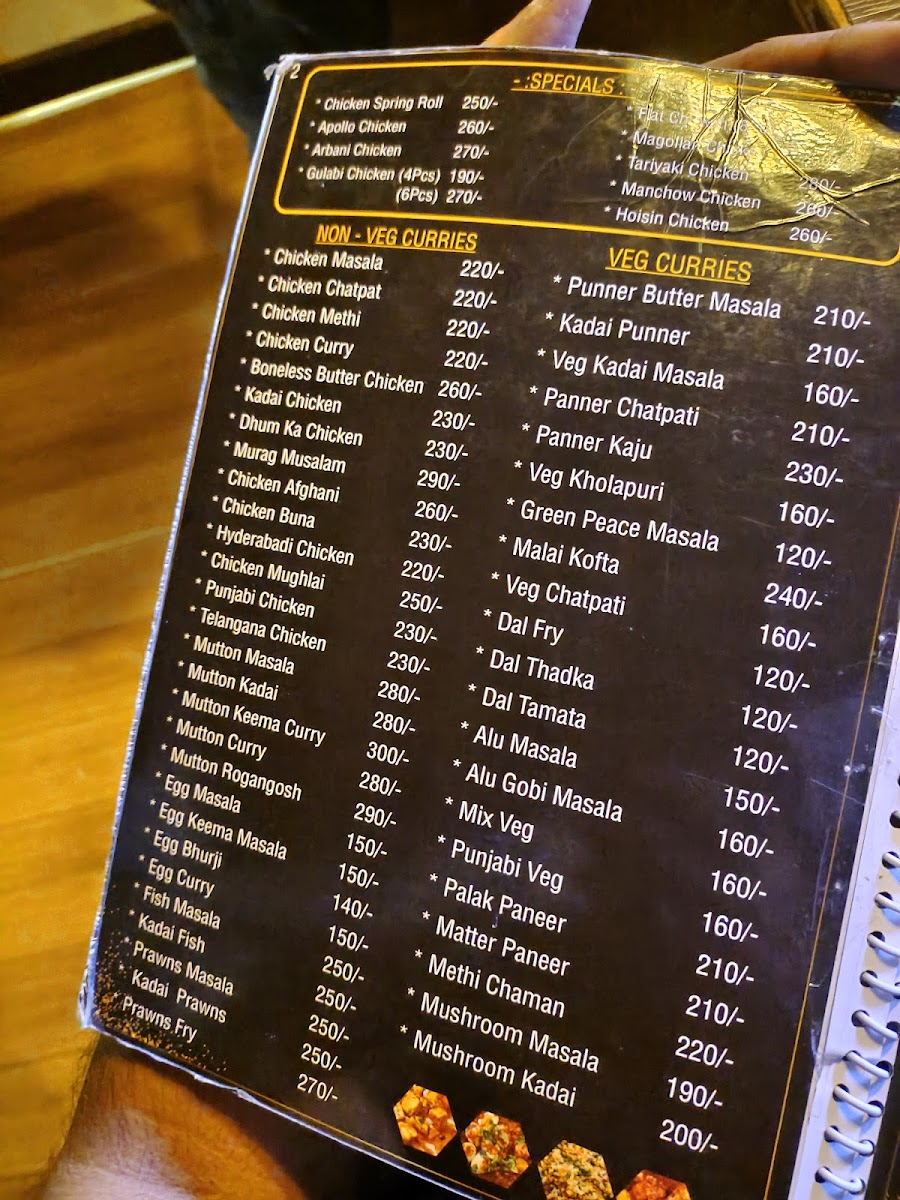 2
- :SPECIALS :
* Chicken Spring Roll 250/-
* Apollo Chicken 260/-
* Arbani Chicken 270/-
* Gulabi Chicken (4Pcs) 190/-
(6Pcs) 270/-
* Tariyaki Chicken 280/-
* Manchow Chicken 260/-
* Hoisin Chicken 260/-
NON - VEG CURRIES
* Chicken Masala 220/-
* Chicken Chatpat 220/-
* Chicken Methi 220/-
* Chicken Curry 220/-
* Boneless Butter Chicken 260/-
* Kadai Chicken 230/-
* Dhum Ka Chicken 230/-
* Murag Musalam 290/-
* Chicken Afghani 260/-
* Chicken Buna 230/-
* Hyderabadi Chicken 220/-
* Chicken Mughlai 250/-
* Punjabi Chicken 230/-
* Telangana Chicken 230/-
* Mutton Masala 280/-
* Mutton Kadai 280/-
* Mutton Keema Curry 300/-
* Mutton Curry 280/-
* Mutton Rogangosh 290/-
* Egg Masala 150/-
* Egg Keema Masala 150/-
* Egg Bhurji 140/-
* Egg Curry 150/-
* Fish Masala 250/-
* Kadai Fish 250/-
* Prawns Masala 250/-
* Kadai Prawns 250/-
* Prawns Fry 270/-
VEG CURRIES
* Punner Butter Masala 210/-
* Kadai Punner 210/-
* Veg Kadai Masala 160/-
* Panner Chatpati 210/-
* Panner Kaju 230/-
* Veg Kholapuri 160/-
* Green Peace Masala 120/-
* Malai Kofta 240/-
* Veg Chatpati 160/-
* Dal Fry 120/-
* Dal Thadka 120/-
* Dal Tamata 120/-
* Alu Masala 150/-
* Alu Gobi Masala 160/-
* Mix Veg 160/-
* Punjabi Veg 160/-
* Palak Paneer 210/-
* Matter Paneer 210/-
* Methi Chaman 220/-
* Mushroom Masala 190/-
* Mushroom Kadai 200/-